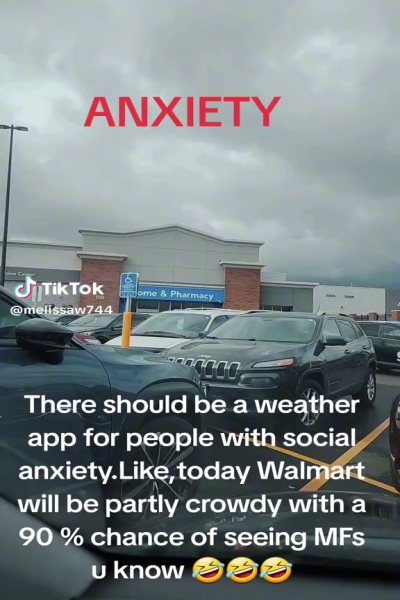 ANXIETY
TikTok
@melissaw744
ome & Pharmacy
There should be a weather
app for people with social
anxiety.Like,today Walmart
will be partly crowdy with a
90 % chance of seeing MFs
u know 🤣🤣🤣